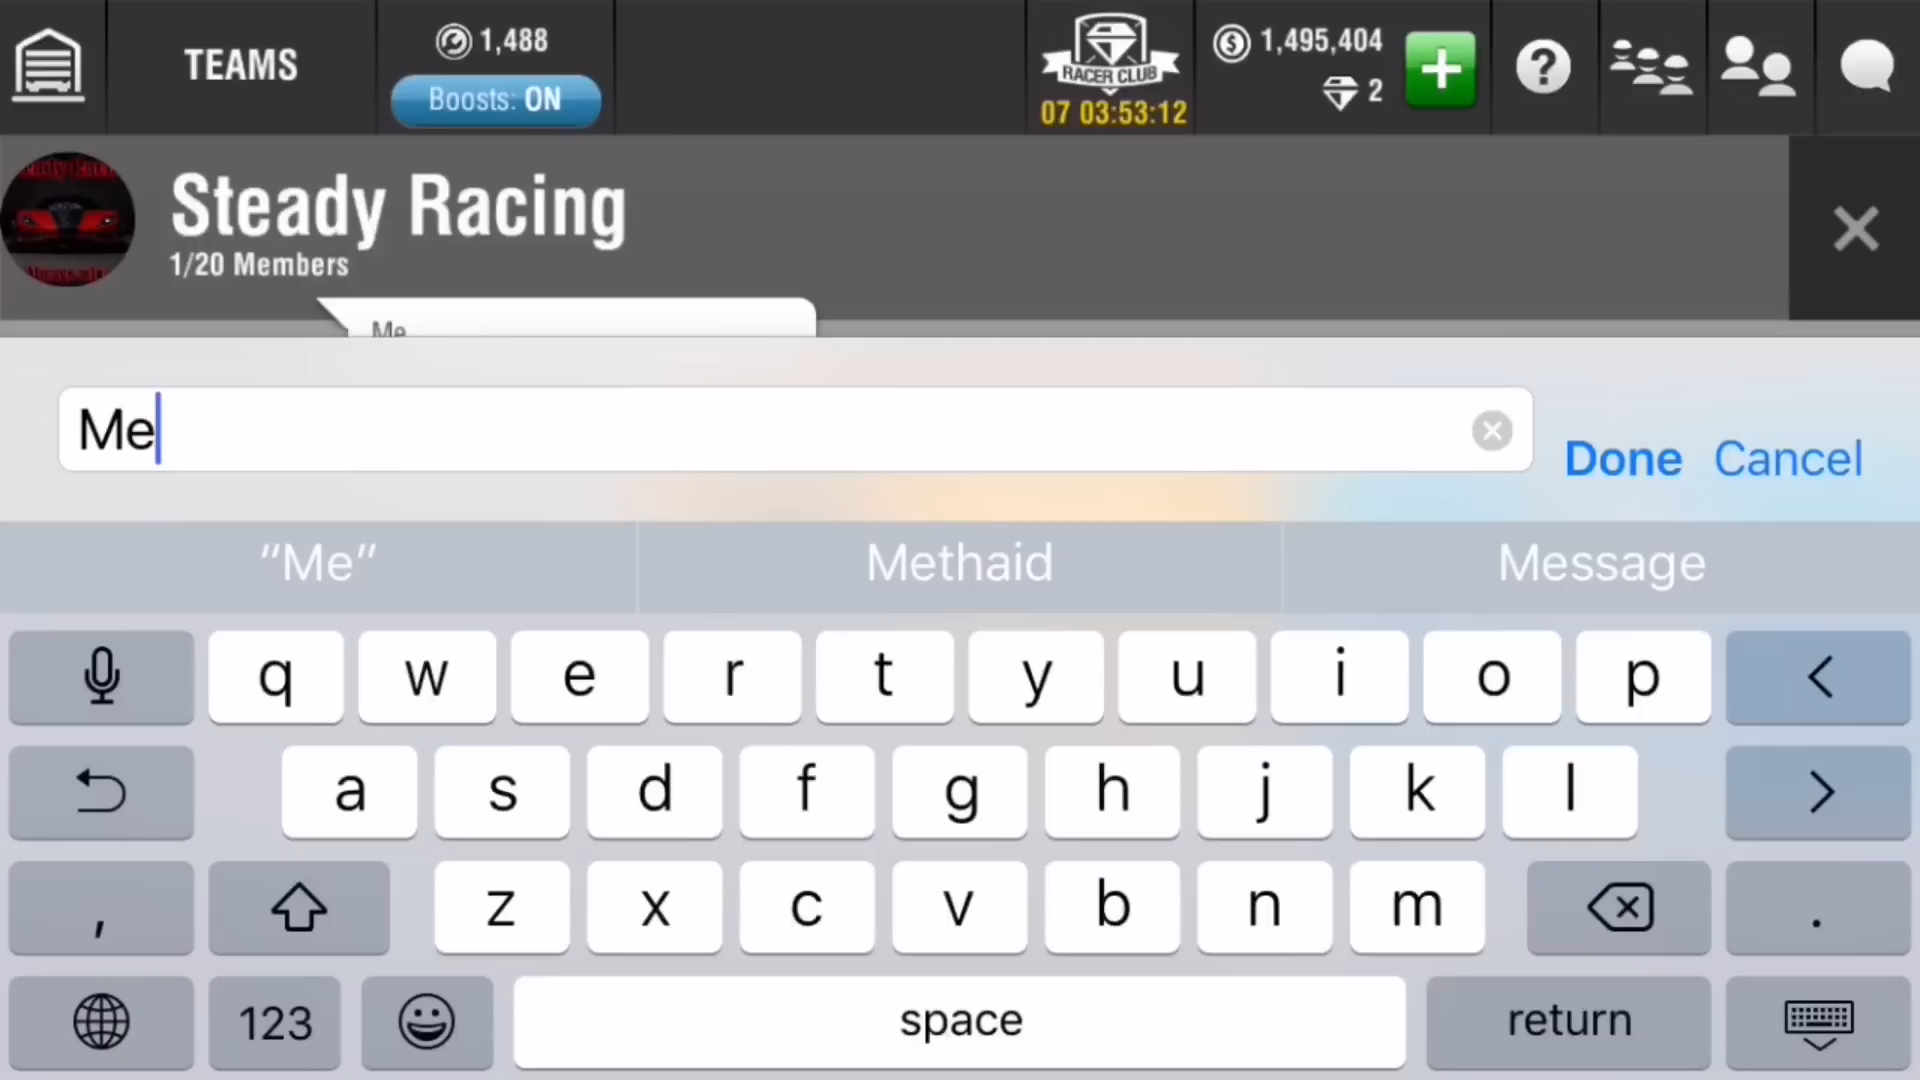 TEAMS
1,488
Boosts: ON
RACER CLUB
07 03:53:12
1,495,404
2
Steady Racing
1/20 Members
Me
Me
Done Cancel
“Me” Methaid Message
q w e r t y u i o p
a s d f g h j k l
, z x c v b n m .
123 space return